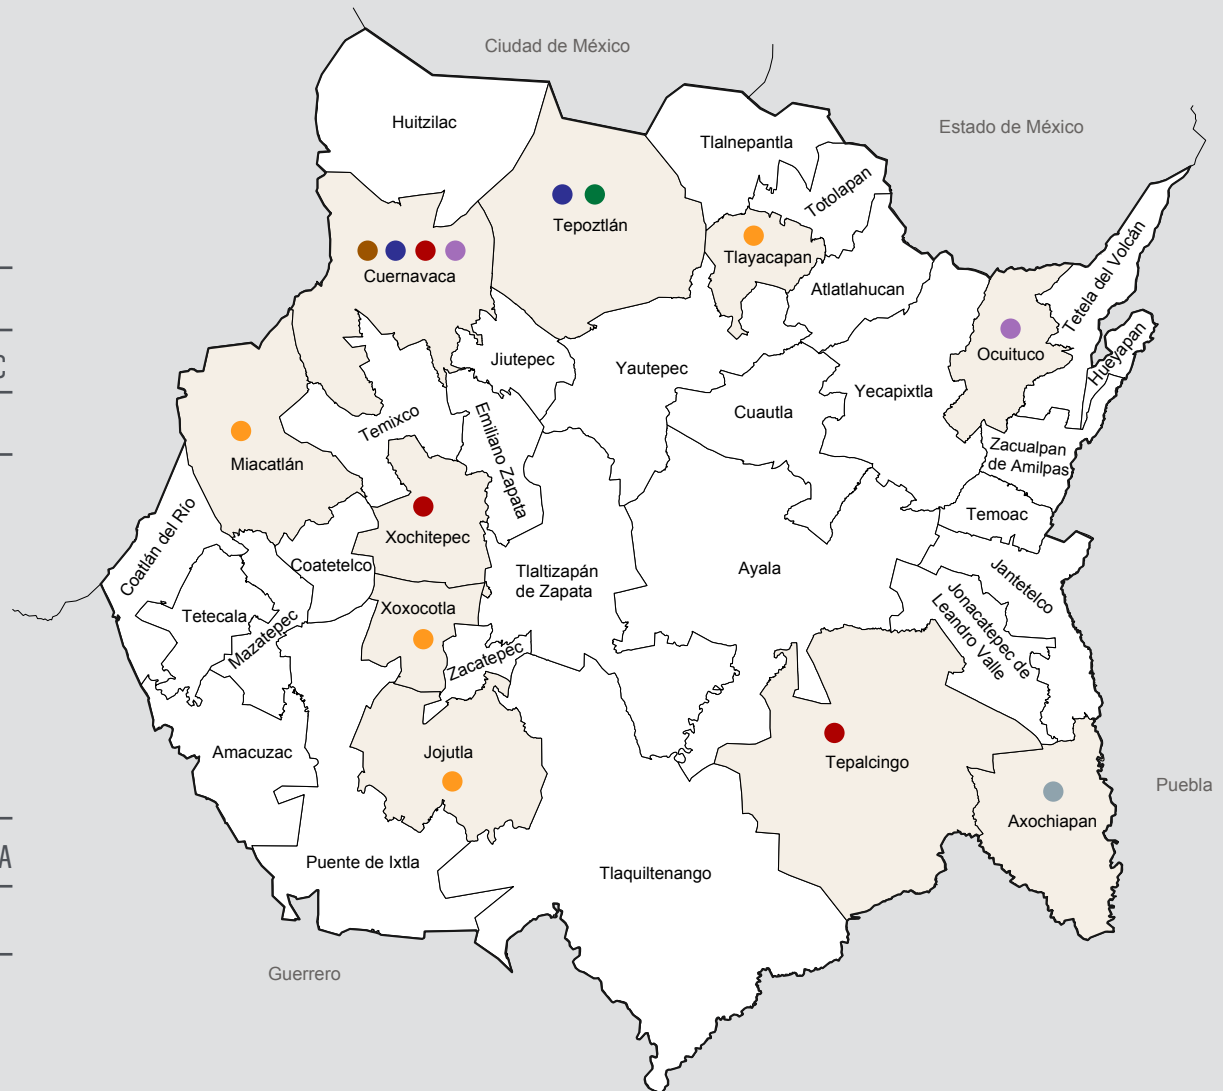 Ciudad de México
Estado de México
Huitzilac
Tlalnepantla
Totolapan
Tepoztlán
Tlayacapan
Cuernavaca
Atlatlahucan
Tetela del Volcán
Hueyapan
Ocuituco
Jiutepec
Yautepec
Yecapixtla
Cuautla
Temixco
Emiliano Zapata
Miacatlán
Zacualpan
de Amilpas
Xochitepec
Temoac
Coatlán del Río
Coatetelco
Tlaltizapán
de Zapata
Ayala
Jantetelco
Jonacatepec de
Leandro Valle
Xoxocotla
Tetecala
Mazatepec
Zacatepec
Amacuzac
Jojutla
Tepalcingo
Puebla
Axochiapan
Puente de Ixtla
Tlaquiltenango
Guerrero
C
A